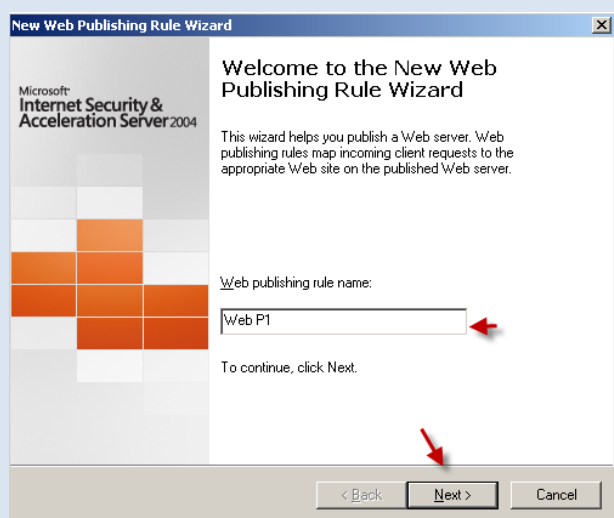 New Web Publishing Rule Wizard
Microsoft
Internet Security &
Acceleration Server 2004
Welcome to the New Web
Publishing Rule Wizard
This wizard helps you publish a Web server. Web
publishing rules map incoming client requests to the
appropriate Web site on the published Web server.
Web publishing rule name:
Web P1
To continue, click Next.
< Back
Next >
Cancel